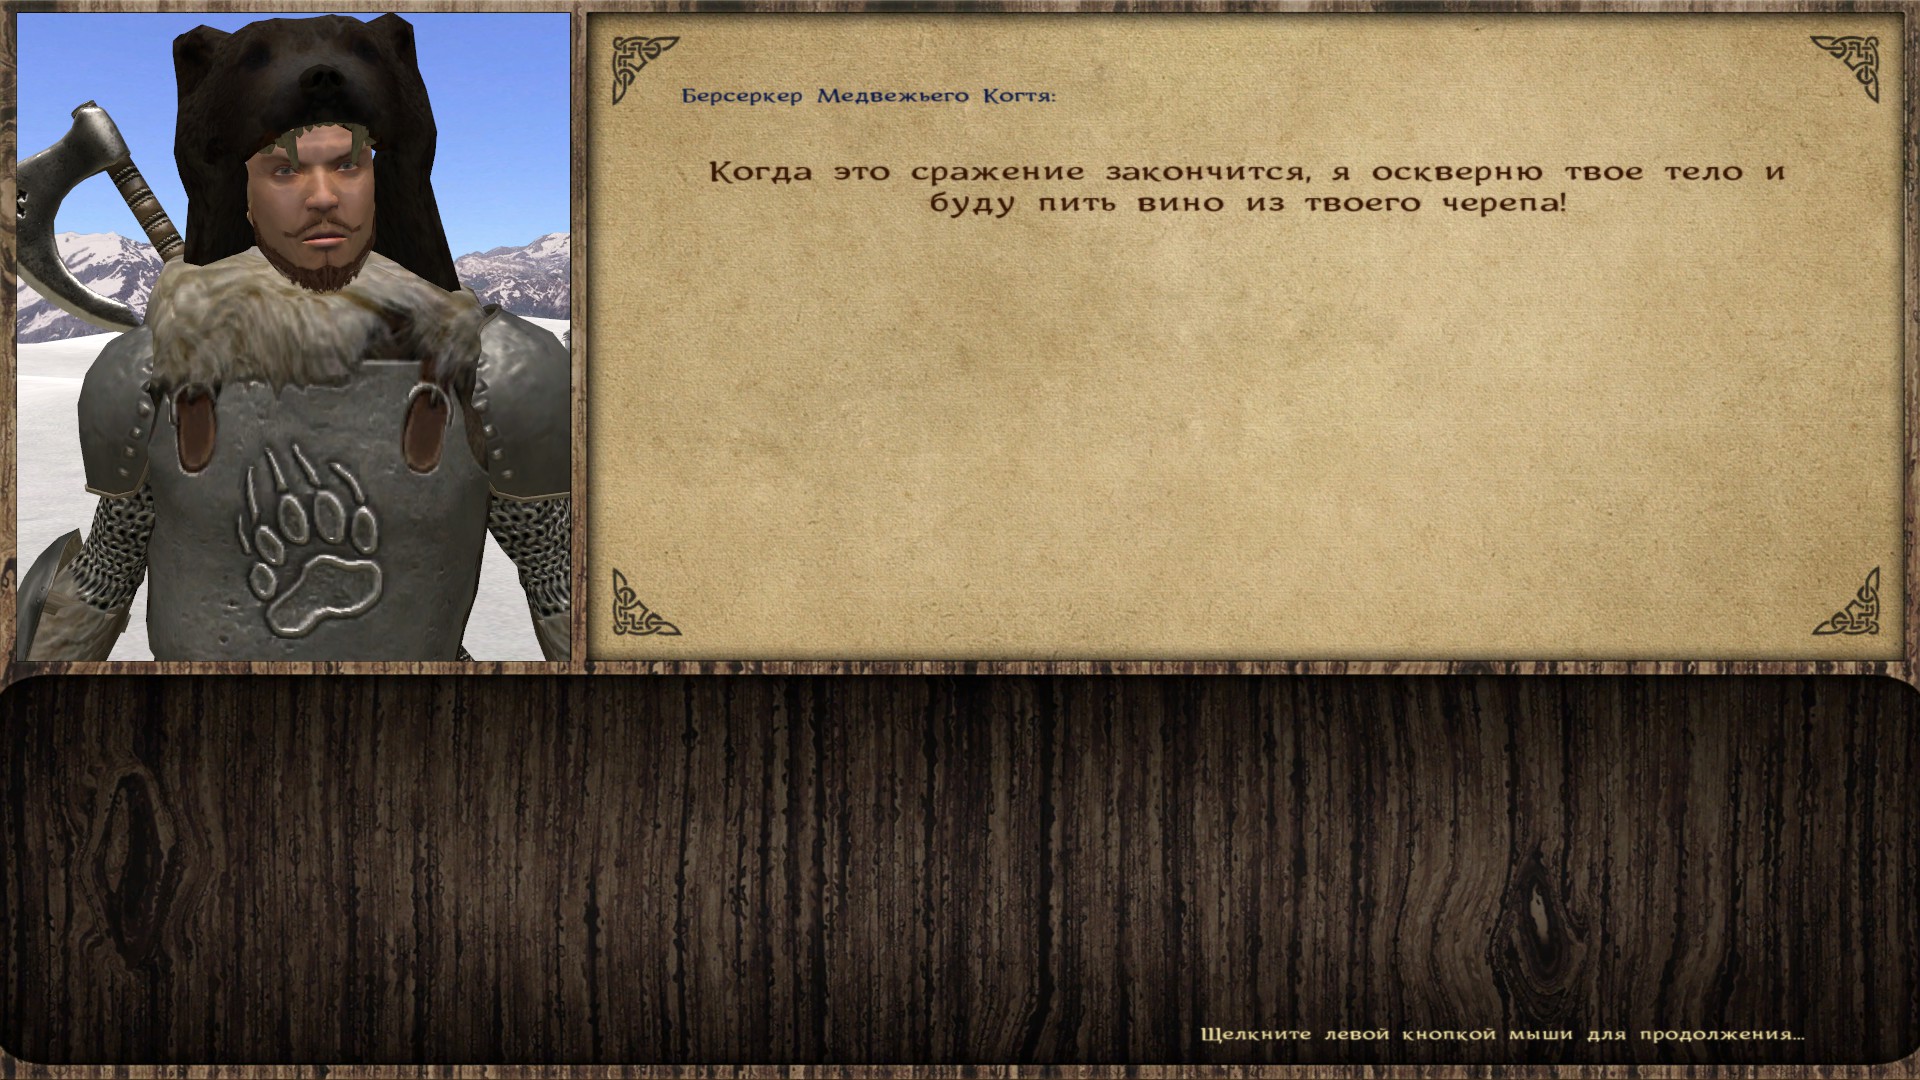 Берсеркер Медвежьего Когтя:
Когда это сражение закончится, я оскверню твое тело и
буду пить вино из твоего черепа!
Щелкните левой кнопкой мыши для продолжения...